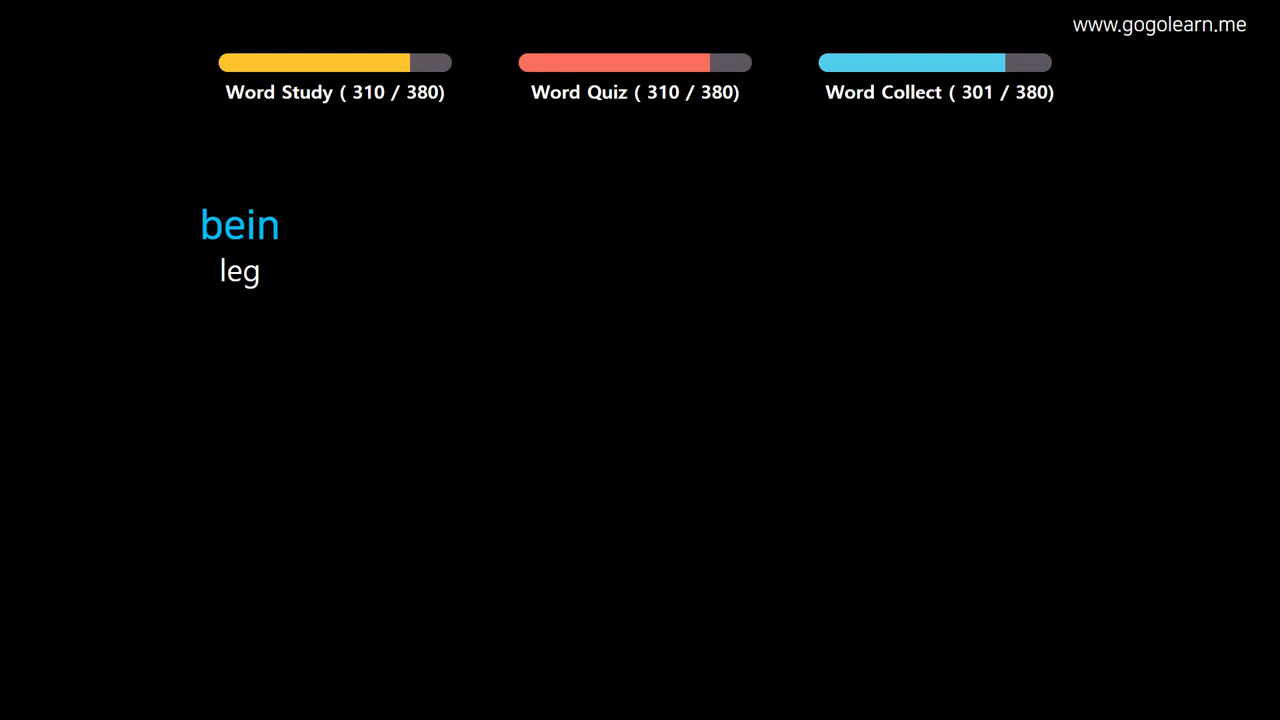 www.gogolearn.me
Word Study ( 310 / 380)
Word Quiz ( 310 / 380)
Word Collect ( 301 / 380)
bein
leg